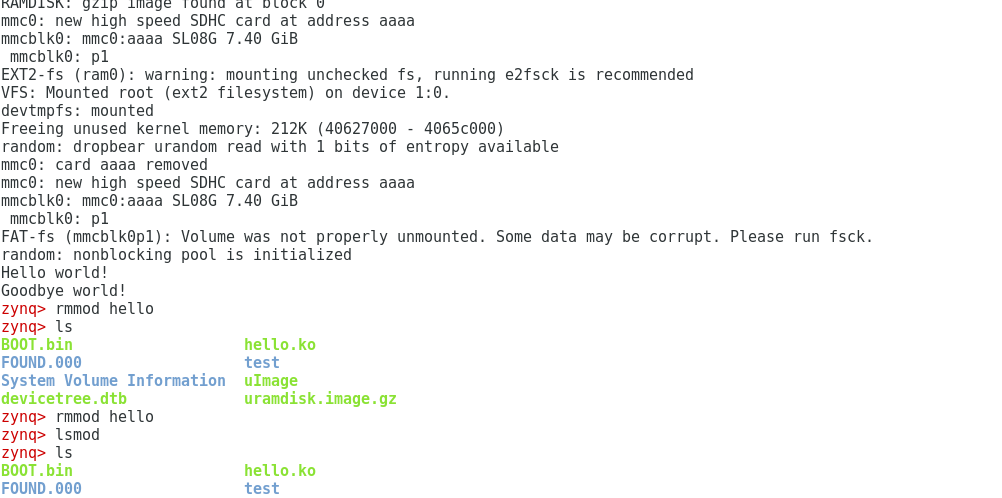 RAMDISK: gzip image found at block 0
mmc0: new high speed SDHC card at address aaaa
mmcblk0: mmc0:aaaa SL08G 7.40 GiB
 mmcblk0: p1
EXT2-fs (ram0): warning: mounting unchecked fs, running e2fsck is recommended
VFS: Mounted root (ext2 filesystem) on device 1:0.
devtmpfs: mounted
Freeing unused kernel memory: 212K (40627000 - 4065c000)
random: dropbear urandom read with 1 bits of entropy available
mmc0: card aaaa removed
mmc0: new high speed SDHC card at address aaaa
mmcblk0: mmc0:aaaa SL08G 7.40 GiB
 mmcblk0: p1
FAT-fs (mmcblk0p1): Volume was not properly unmounted. Some data may be corrupt. Please run fsck.
random: nonblocking pool is initialized
Hello world!
Goodbye world!
zynq> rmmod hello
zynq> ls
BOOT.bin                   hello.ko
FOUND.000                  test
System Volume Information  uImage
devicetree.dtb             uramdisk.image.gz
zynq> rmmod hello
zynq> lsmod
zynq> ls
BOOT.bin                   hello.ko
FOUND.000                  test